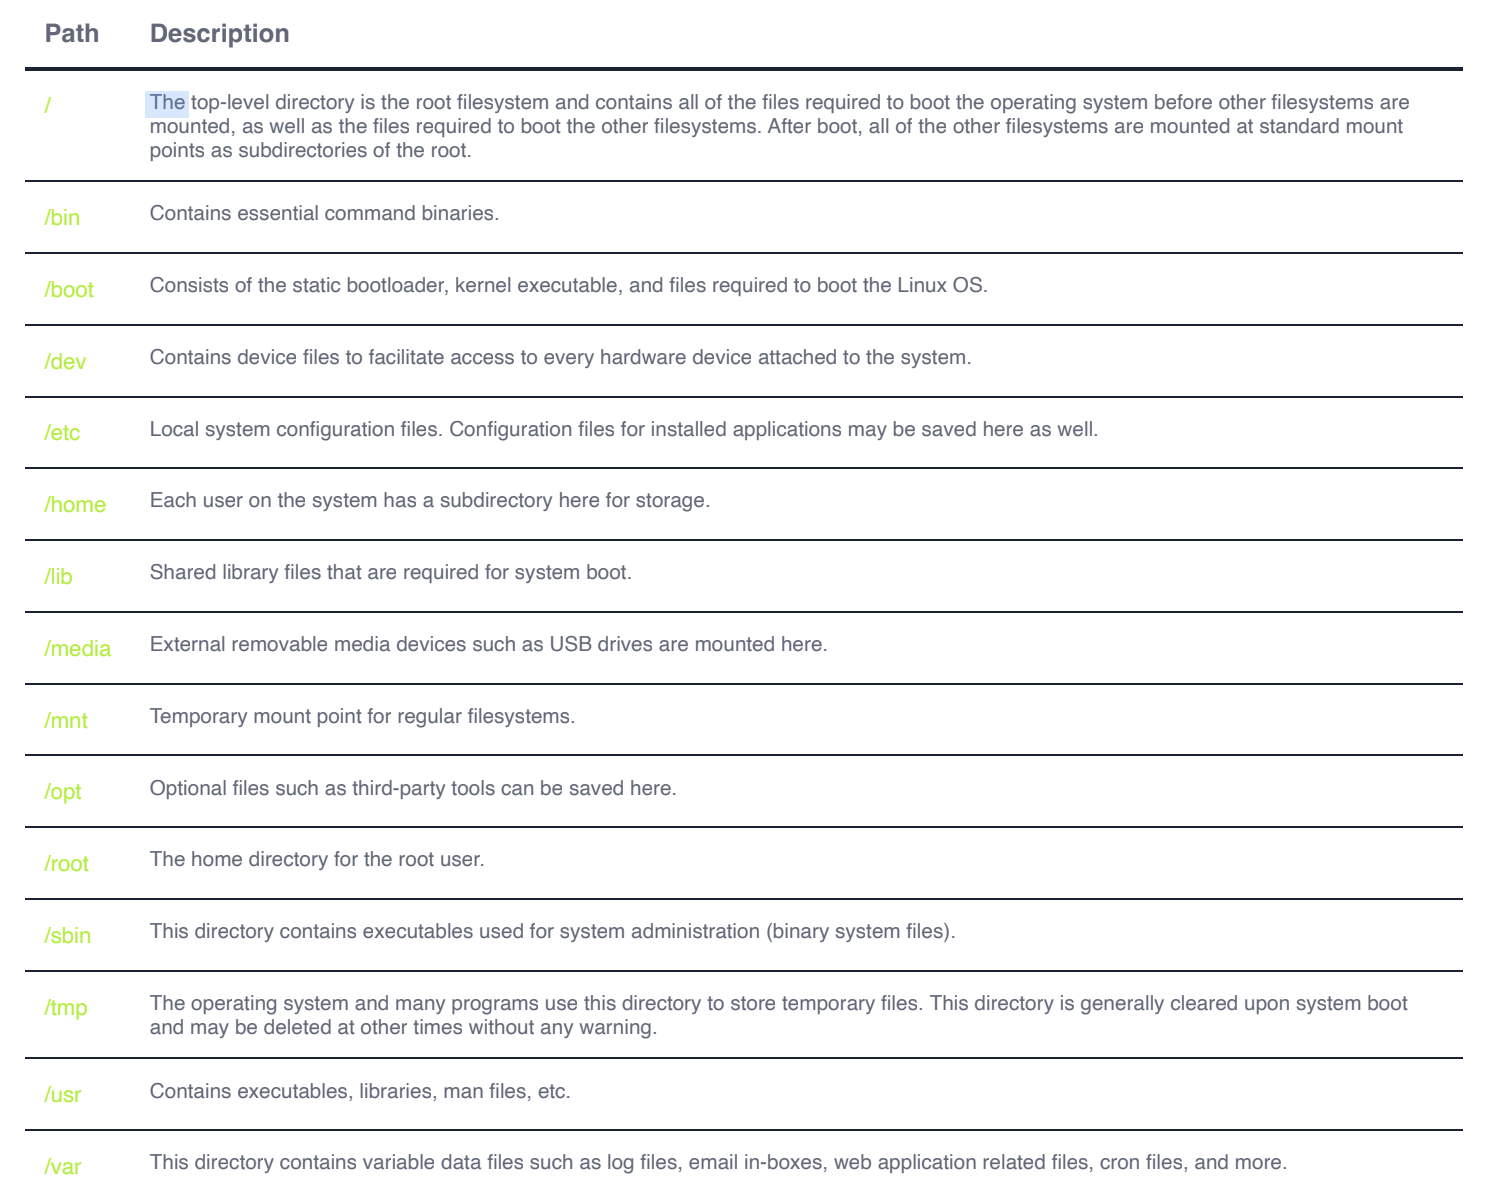 Path Description
/ The top-level directory is the root filesystem and contains all of the files required to boot the operating system before other filesystems are
mounted, as well as the files required to boot the other filesystems. After boot, all of the other filesystems are mounted at standard mount
points as subdirectories of the root.
/bin Contains essential command binaries.
/boot Consists of the static bootloader, kernel executable, and files required to boot the Linux OS.
/dev Contains device files to facilitate access to every hardware device attached to the system.
/etc Local system configuration files. Configuration files for installed applications may be saved here as well.
/home Each user on the system has a subdirectory here for storage.
/lib Shared library files that are required for system boot.
/media External removable media devices such as USB drives are mounted here.
/mnt Temporary mount point for regular filesystems.
/opt Optional files such as third-party tools can be saved here.
/root The home directory for the root user.
/sbin This directory contains executables used for system administration (binary system files).
/tmp The operating system and many programs use this directory to store temporary files. This directory is generally cleared upon system boot
and may be deleted at other times without any warning.
/usr Contains executables, libraries, man files, etc.
/var This directory contains variable data files such as log files, email in-boxes, web application related files, cron files, and more.